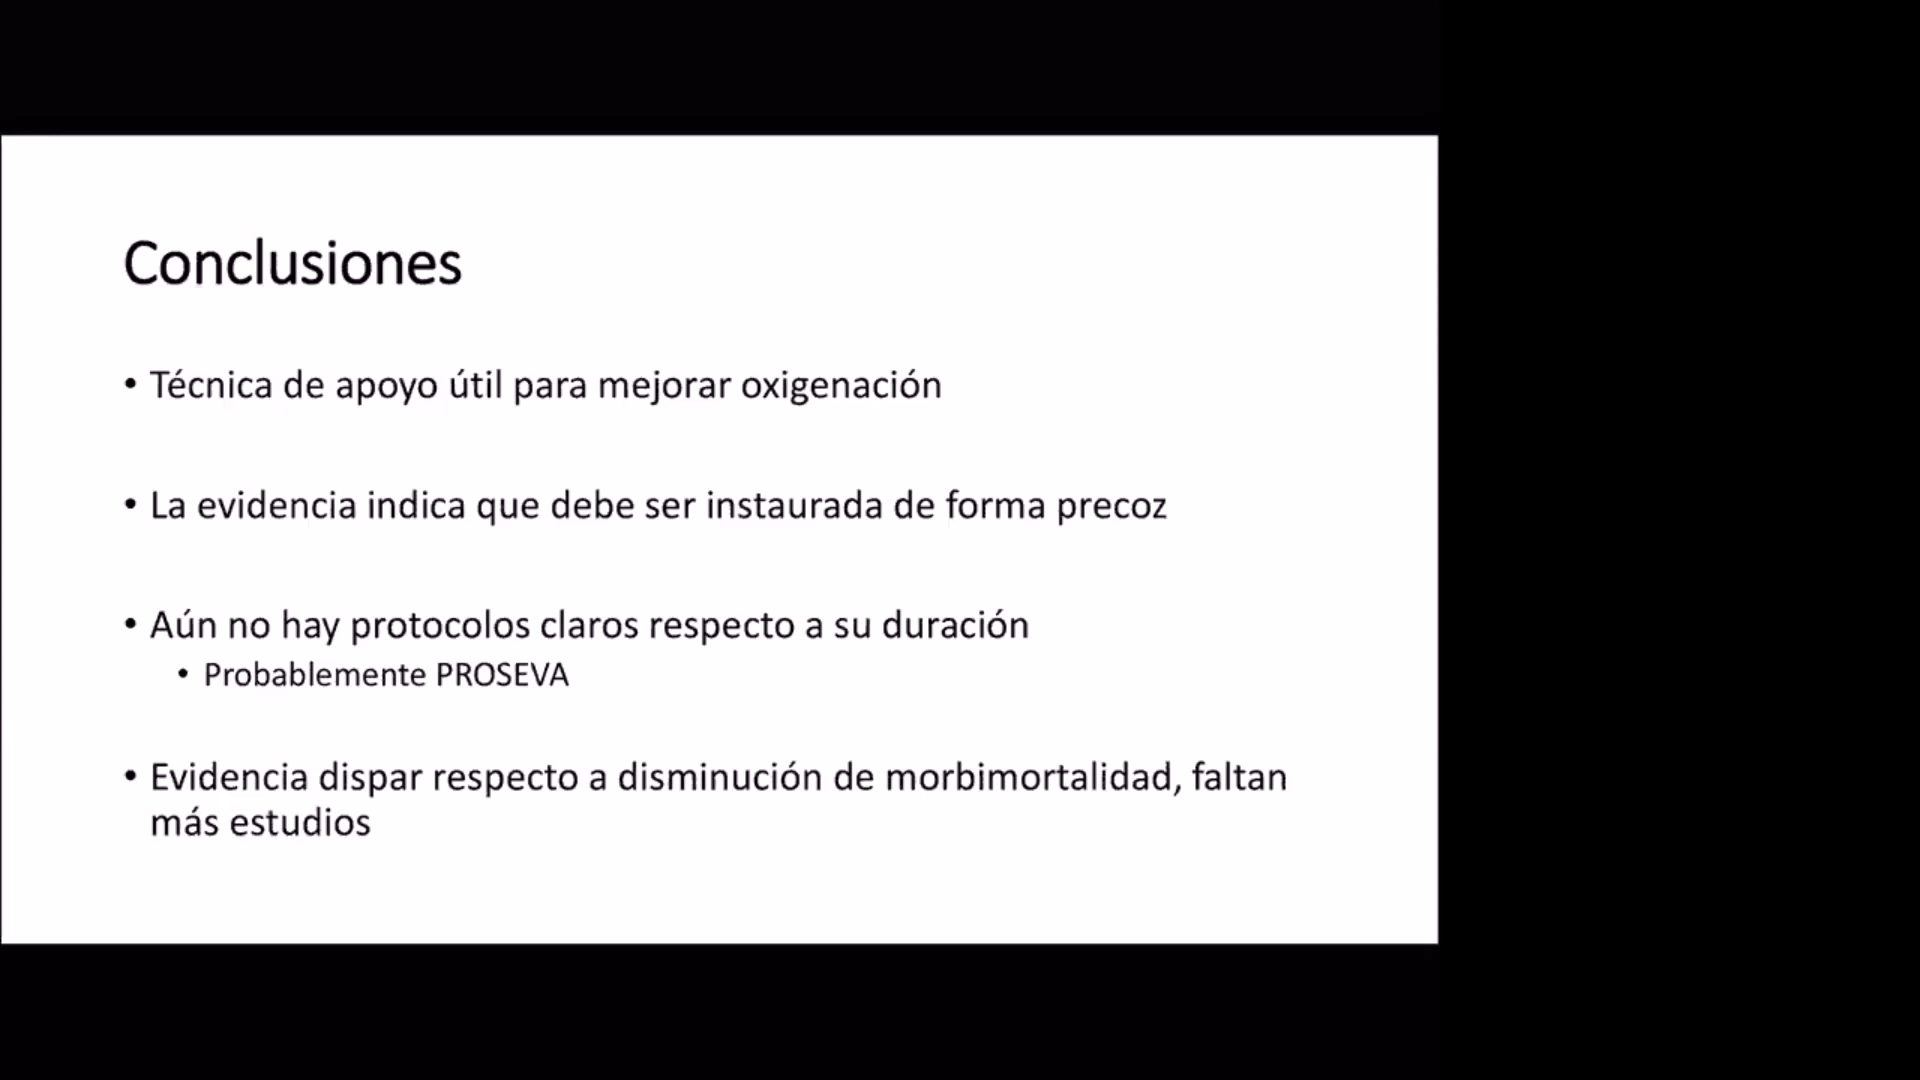 Conclusiones
• Técnica de apoyo útil para mejorar oxigenación
• La evidencia indica que debe ser instaurada de forma precoz
• Aún no hay protocolos claros respecto a su duración
• Probablemente PROSEVA
• Evidencia dispar respecto a disminución de morbimortalidad, faltan
más estudios